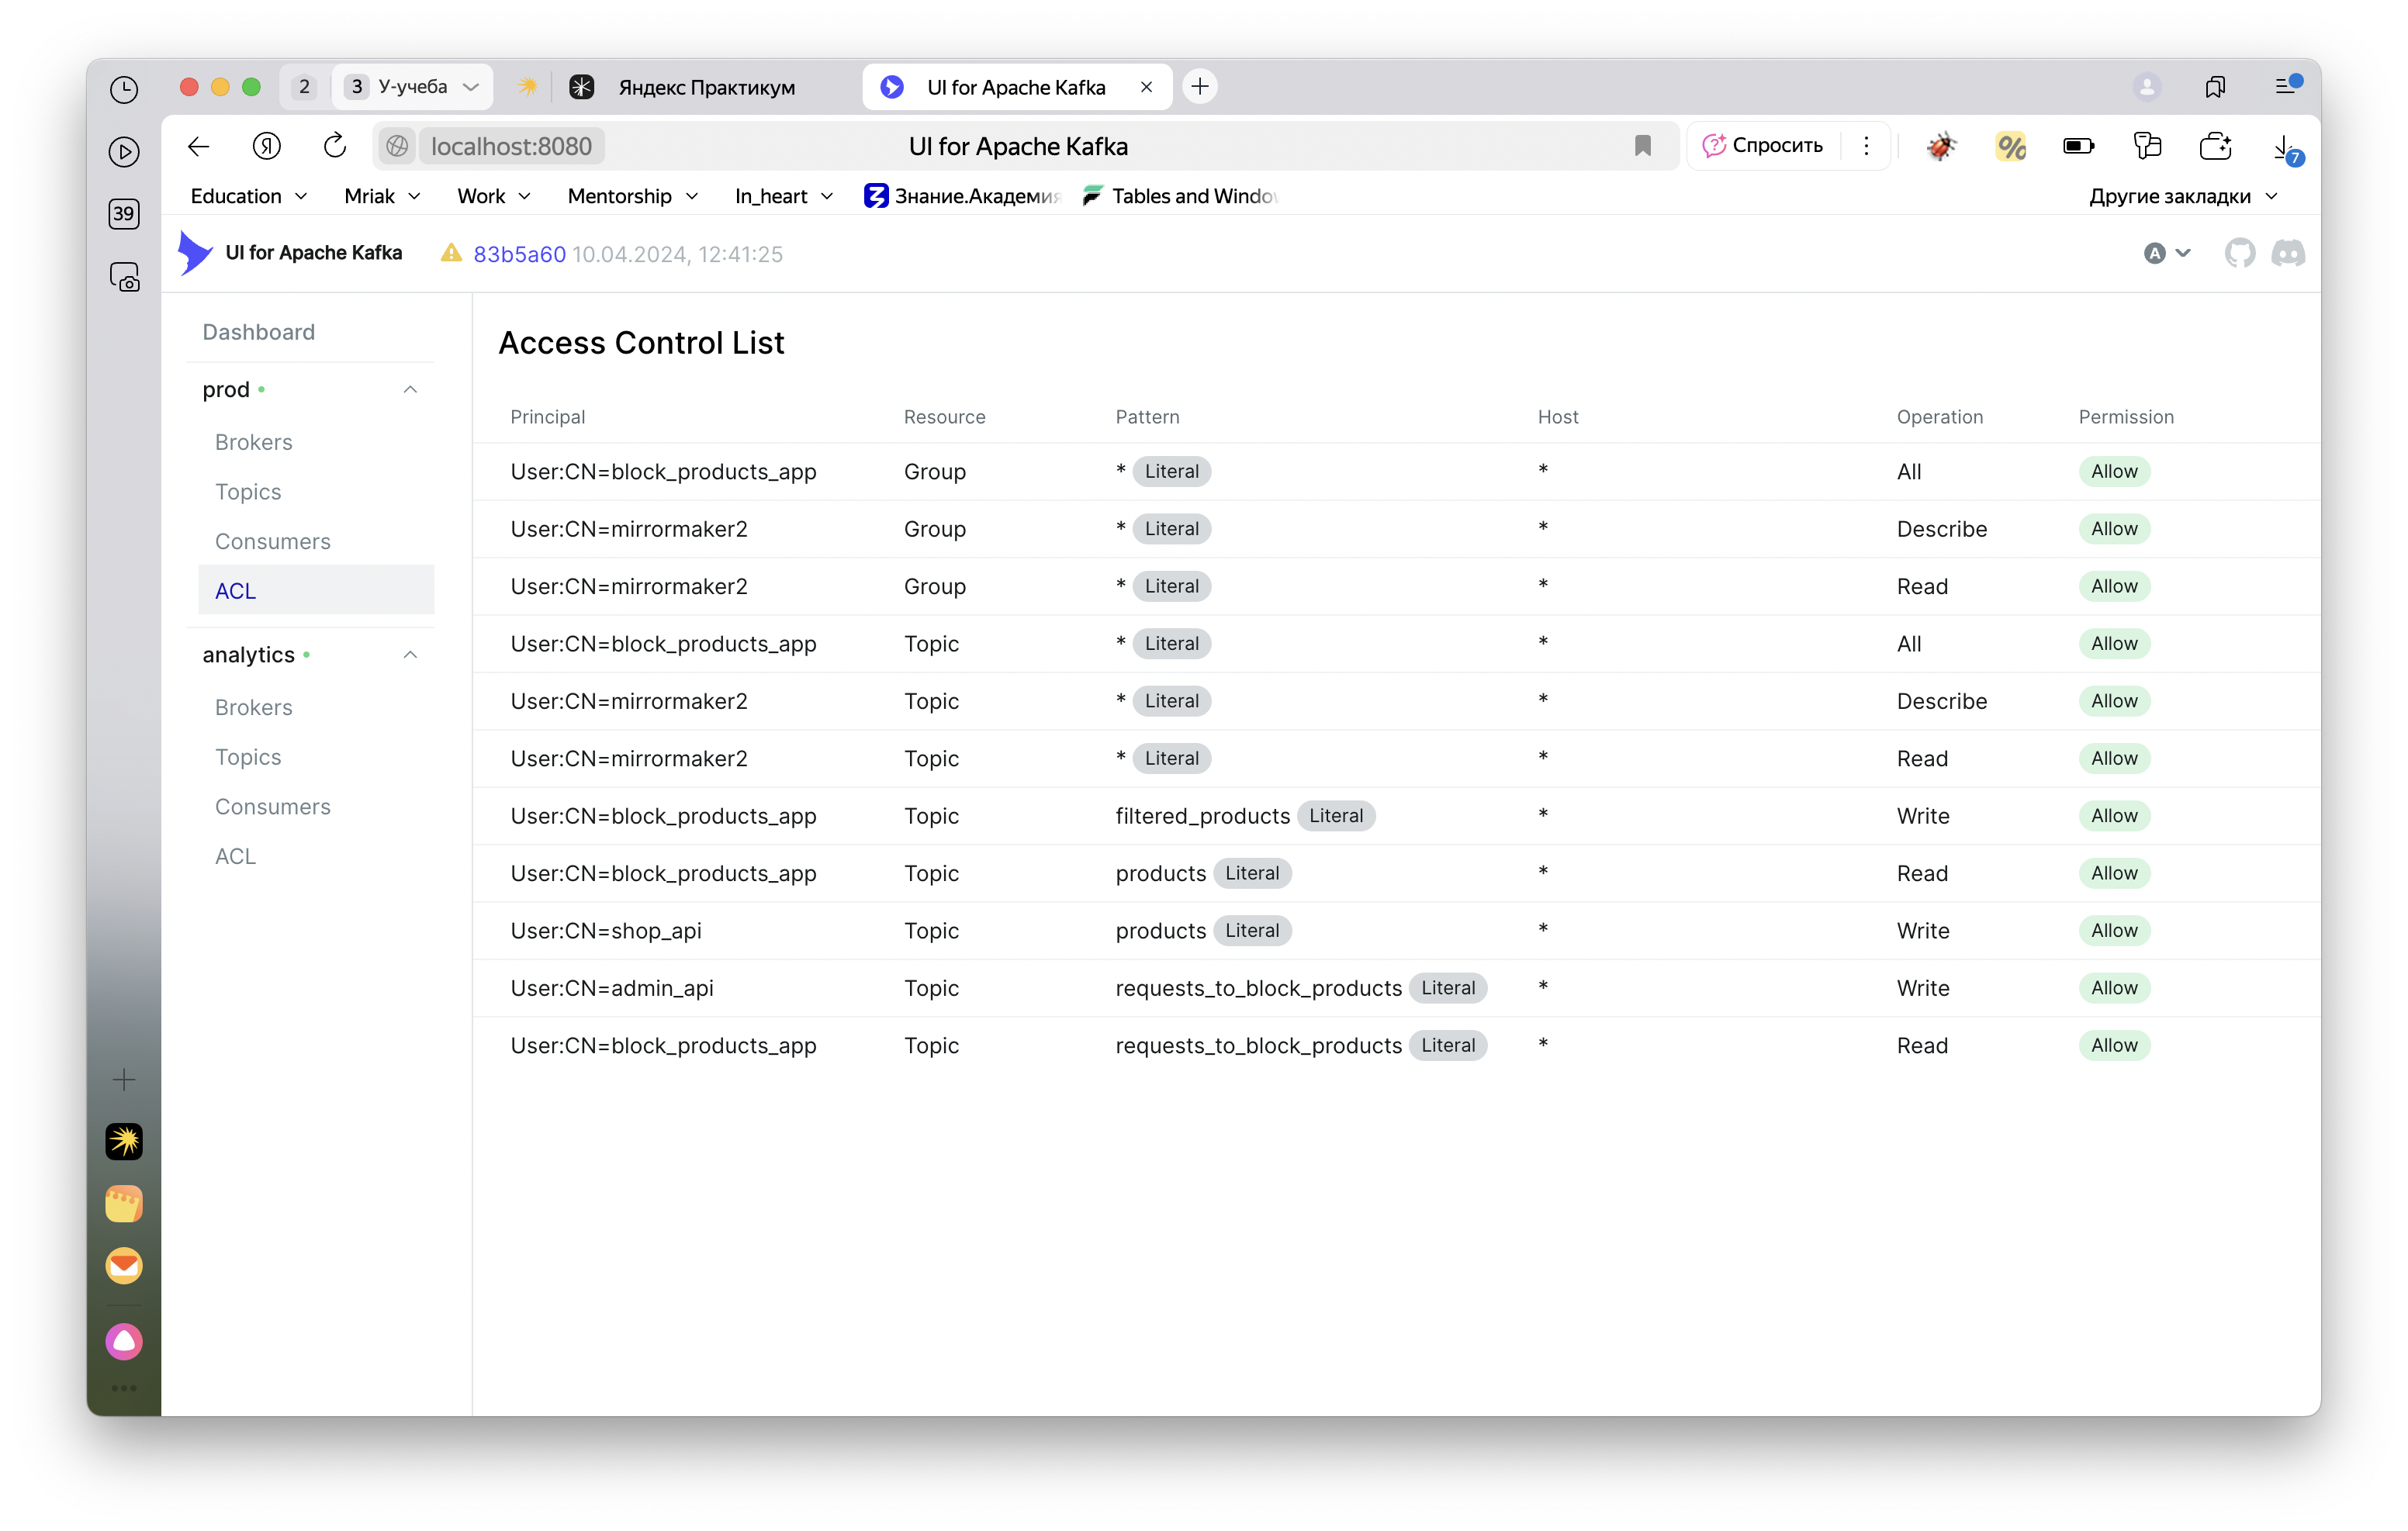 2 3 У-учеба Яндекс Практикум UI for Apache Kafka
localhost:8080 UI for Apache Kafka Спросить 7
39
Education Mriak Work Mentorship In_heart Знание.Академия Tables and Windo Другие закладки
UI for Apache Kafka 83b5a60 10.04.2024, 12:41:25 A
Dashboard
prod
Brokers
Topics
Consumers
ACL
analytics
Brokers
Topics
Consumers
ACL
Access Control List
Principal Resource Pattern Host Operation Permission
User:CN=block_products_app Group * Literal * All Allow
User:CN=mirrormaker2 Group * Literal * Describe Allow
User:CN=mirrormaker2 Group * Literal * Read Allow
User:CN=block_products_app Topic * Literal * All Allow
User:CN=mirrormaker2 Topic * Literal * Describe Allow
User:CN=mirrormaker2 Topic * Literal * Read Allow
User:CN=block_products_app Topic filtered_products Literal * Write Allow
User:CN=block_products_app Topic products Literal * Read Allow
User:CN=shop_api Topic products Literal * Write Allow
User:CN=admin_api Topic requests_to_block_products Literal * Write Allow
User:CN=block_products_app Topic requests_to_block_products Literal * Read Allow